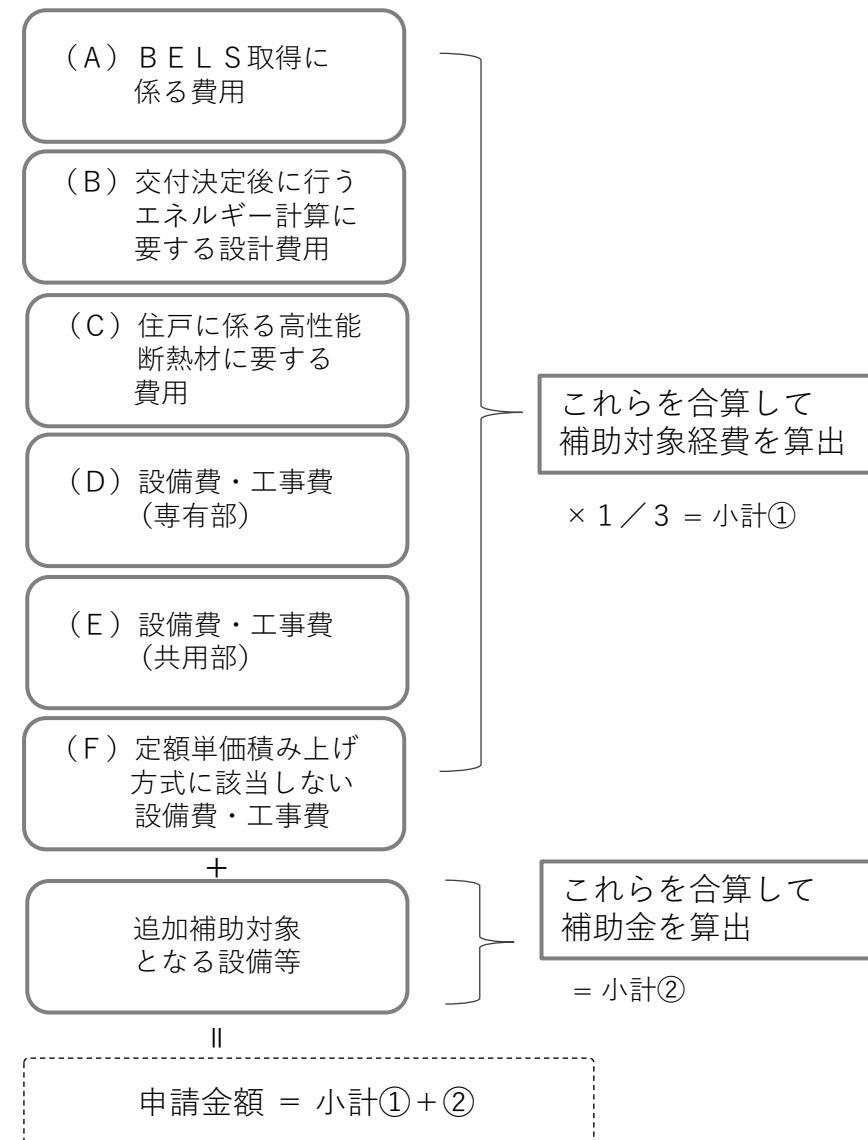 （A）ＢＥＬＳ取得に
係る費用
（B）交付決定後に行う
エネルギー計算に
要する設計費用
（C）住戸に係る高性能
断熱材に要する
費用
（D）設備費・工事費
（専有部）
（E）設備費・工事費
（共用部）
（F）定額単価積み上げ
方式に該当しない
設備費・工事費
これらを合算して
補助対象経費を算出
×１／３＝小計①
＋
追加補助対象
となる設備等
これらを合算して
補助金を算出
＝小計②
＝
申請金額 ＝ 小計①＋②